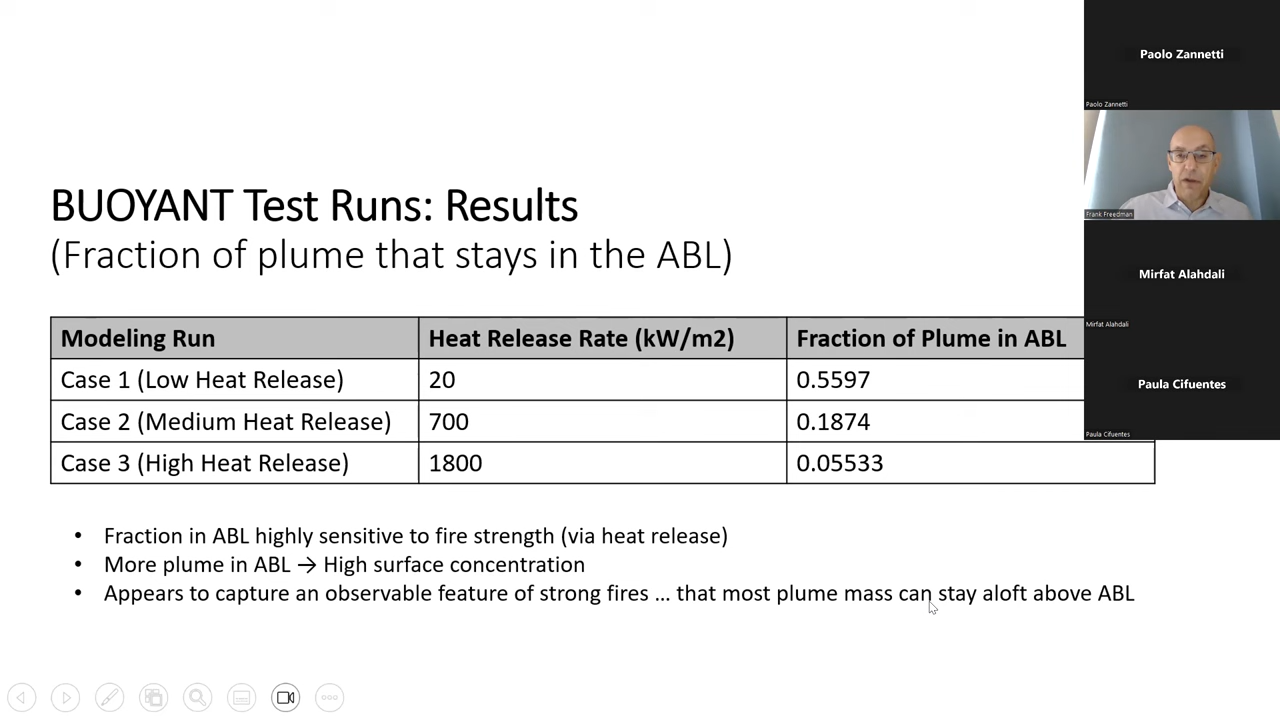 BUOYANT Test Runs: Results
(Fraction of plume that stays in the ABL)
Modeling Run Heat Release Rate (kW/m2) Fraction of Plume in ABL
Case 1 (Low Heat Release) 20 0.5597
Case 2 (Medium Heat Release) 700 0.1874
Case 3 (High Heat Release) 1800 0.05533
• Fraction in ABL highly sensitive to fire strength (via heat release)
• More plume in ABL → High surface concentration
• Appears to capture an observable feature of strong fires ... that most plume mass can stay aloft above ABL
Paolo Zannetti
Paolo Zannetti
Frank Freedman
Mirfat Alahdali
Mirfat Alahdali
Paula Cifuentes
Paula Cifuentes